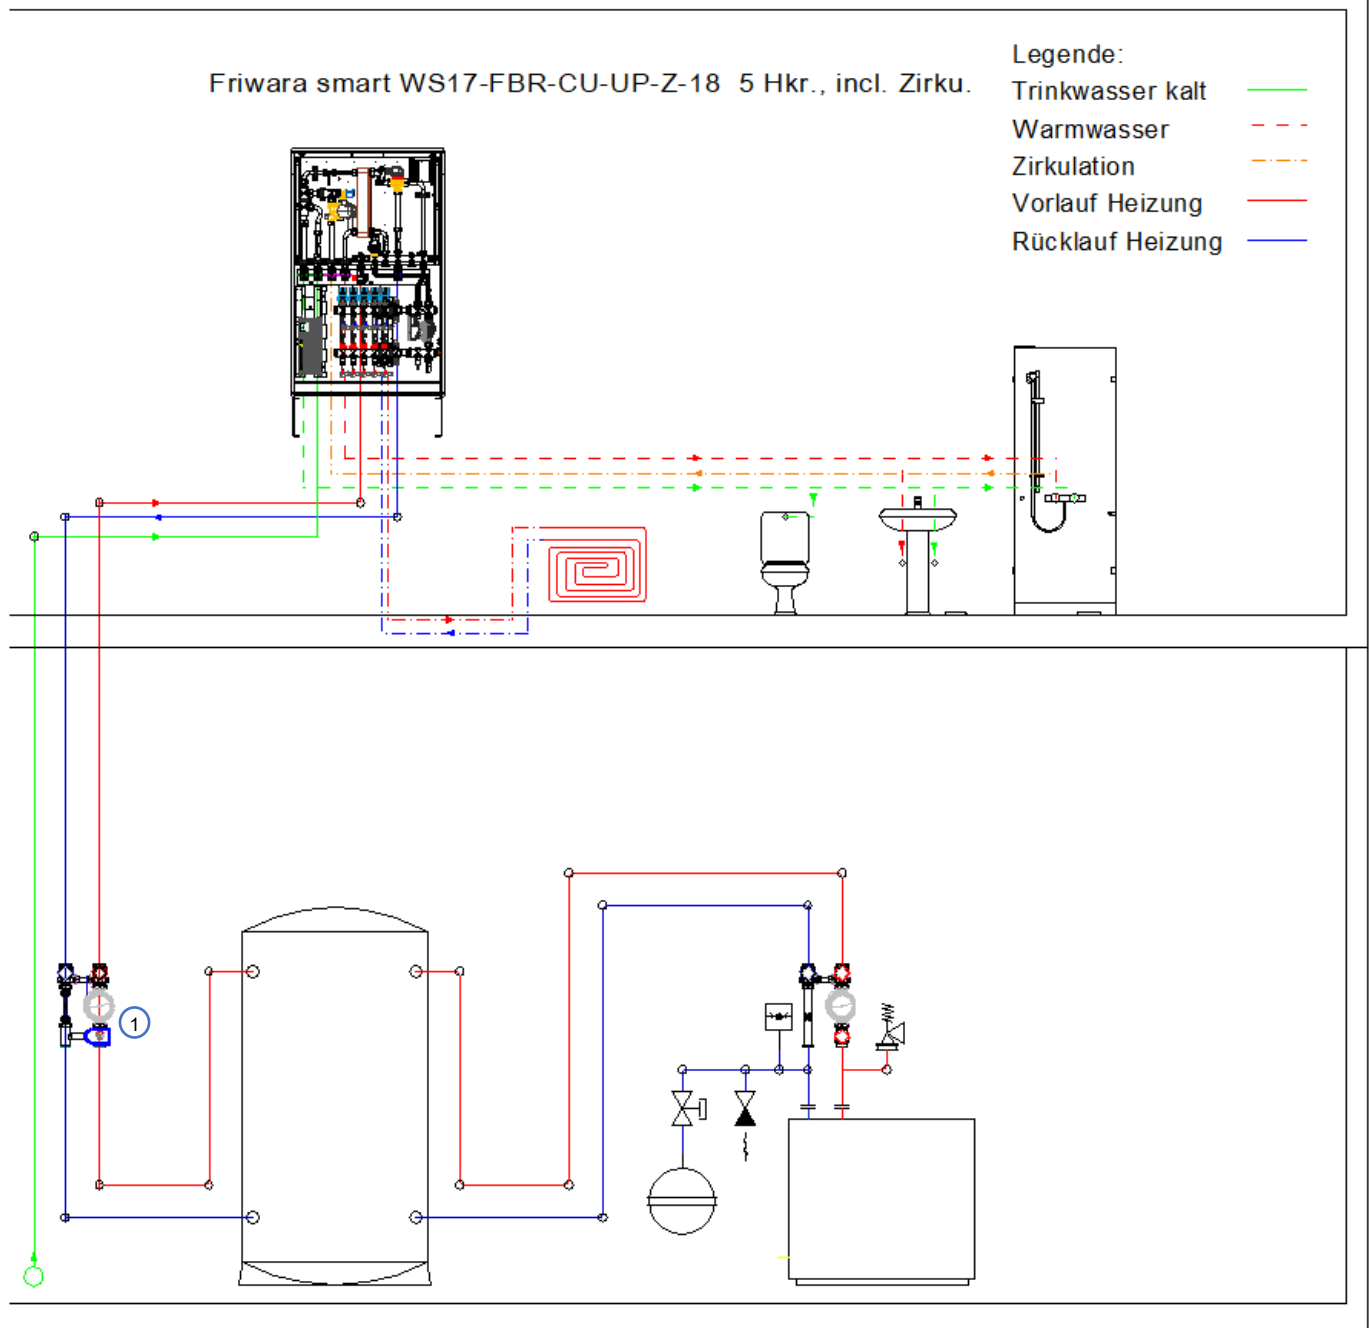 Friwara smart WS17-FBR-CU-UP-Z-18  5 Hkr., incl. Zirku.
Legende:
Trinkwasser kalt
Warmwasser
Zirkulation
Vorlauf Heizung
Rücklauf Heizung
1